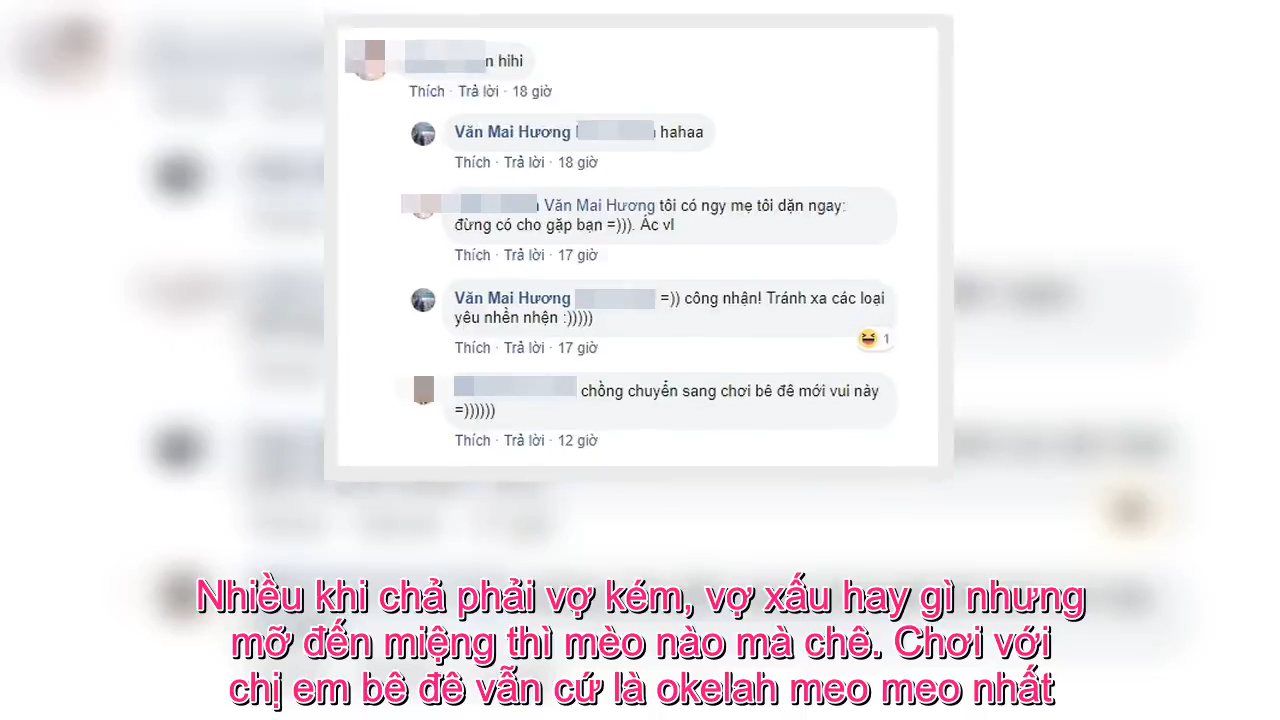 n hihi
Thích · Trả lời · 18 giờ
Văn Mai Hương hahaa
Thích · Trả lời · 18 giờ
Văn Mai Hương tôi có ngy mẹ tôi dặn ngay:
đừng có cho gặp bạn =))). Ác vl
Thích · Trả lời · 17 giờ
Văn Mai Hương =)) công nhận! Tránh xa các loại
yêu nhền nhện :)))))
1
Thích · Trả lời · 17 giờ
chồng chuyển sang chơi bê đê mới vui này
=))))))
Thích · Trả lời · 12 giờ
Nhiều khi chả phải vợ kém, vợ xấu hay gì nhưng
mỡ đến miệng thì mèo nào mà chê. Chơi với
chị em bê đê vẫn cứ là okelah meo meo nhất